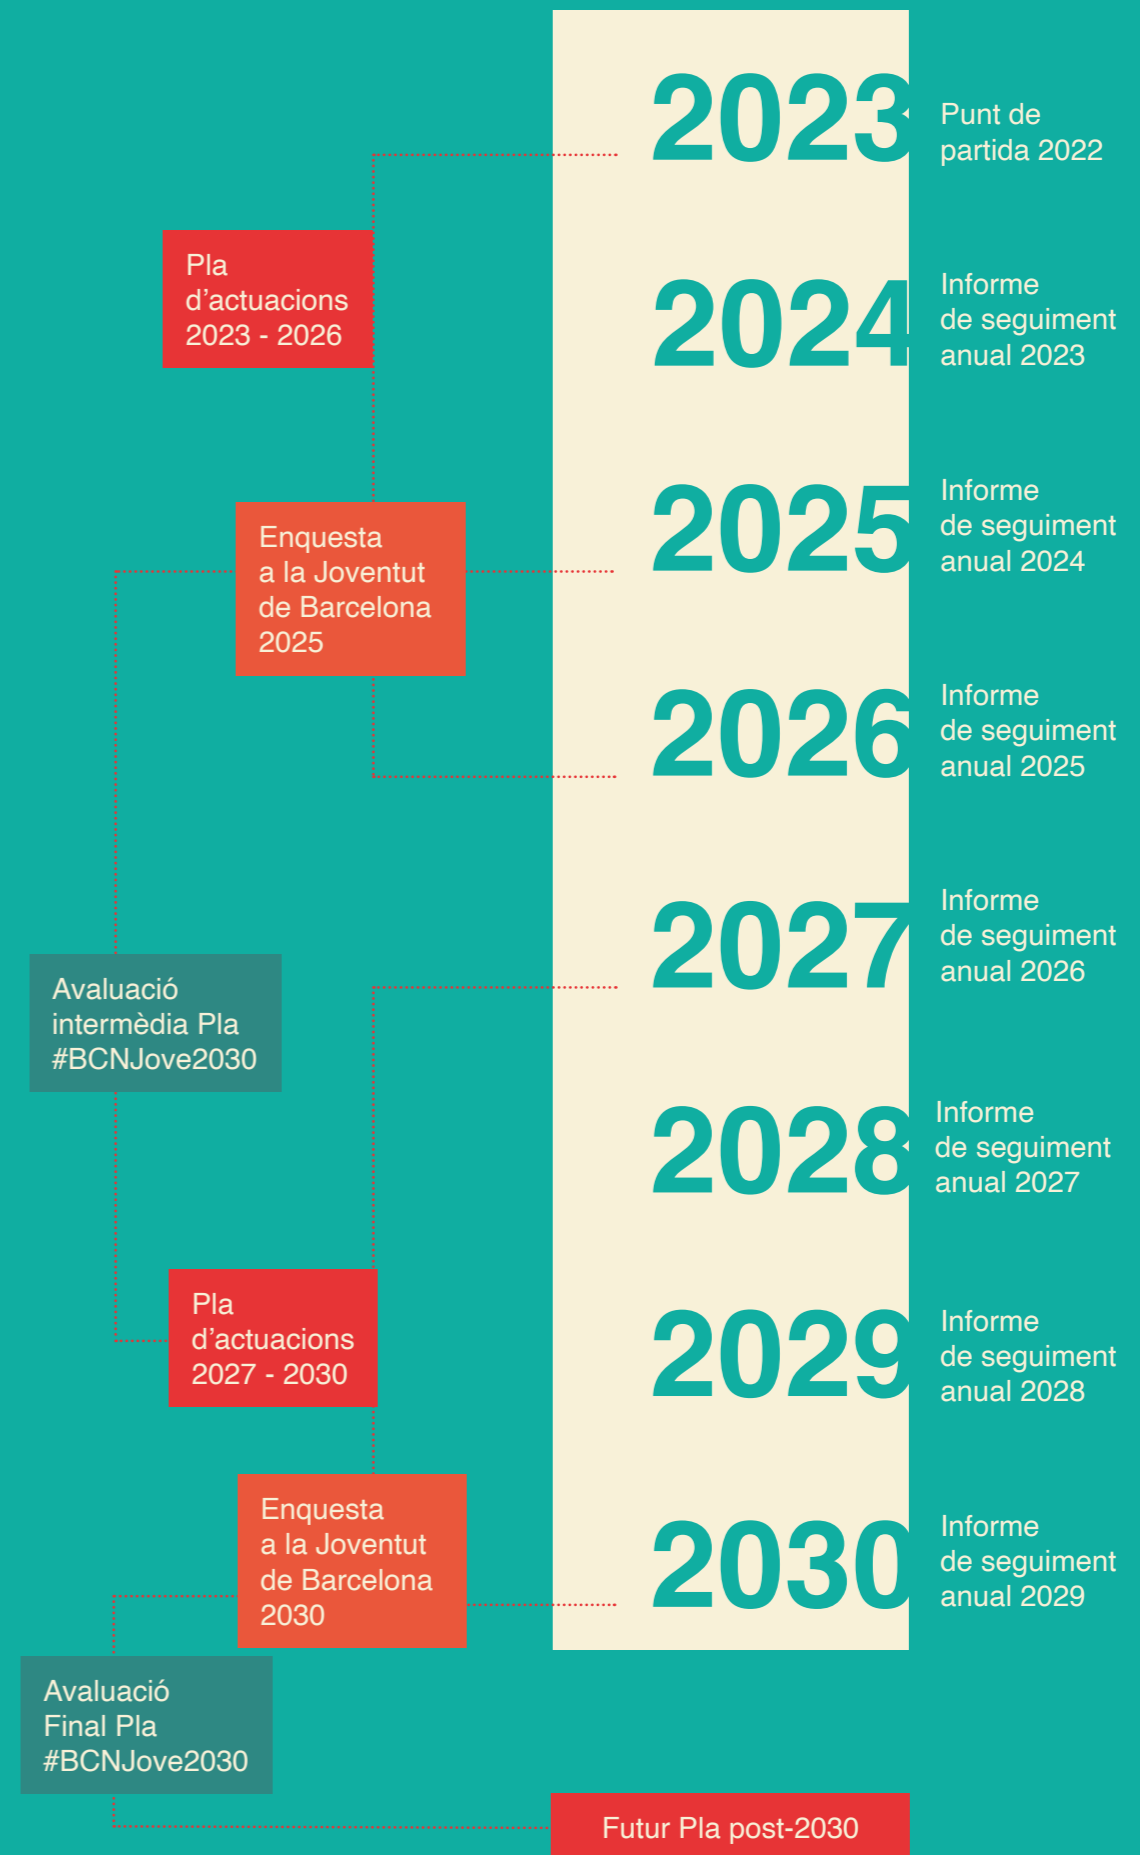 2023
Punt de
partida 2022
Pla
d’actuacions
2023 - 2026
2024
Informe
de seguiment
anual 2023
Enquesta
a la Joventut
de Barcelona
2025
2025
Informe
de seguiment
anual 2024
2026
Informe
de seguiment
anual 2025
Avaluació
intermèdia Pla
#BCNJove2030
2027
Informe
de seguiment
anual 2026
2028
Informe
de seguiment
anual 2027
Pla
d’actuacions
2027 - 2030
2029
Informe
de seguiment
anual 2028
Enquesta
a la Joventut
de Barcelona
2030
2030
Informe
de seguiment
anual 2029
Avaluació
Final Pla
#BCNJove2030
Futur Pla post-2030